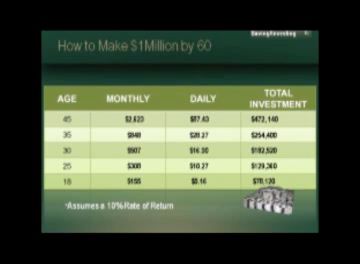 Saving/Investing
How to Make $1Million by 60
AGE MONTHLY DAILY TOTAL INVESTMENT
45 $2,623 $87.43 $472,140
35 $848 $28.27 $254,400
30 $507 $16.90 $182,520
25 $308 $10.27 $129,360
18 $155 $5.16 $78,120
*Assumes a 10% Rate of Return